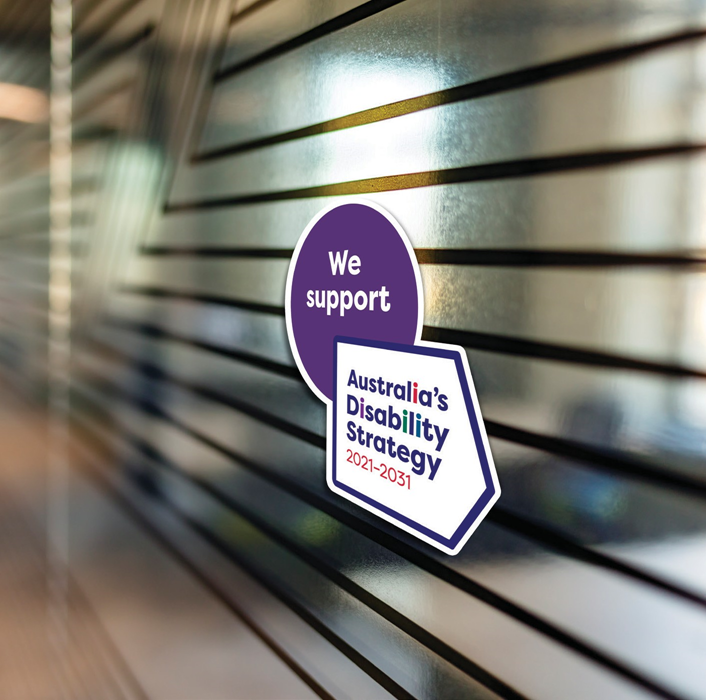 We
support
Australia's
Disability
Strategy
2021–2031